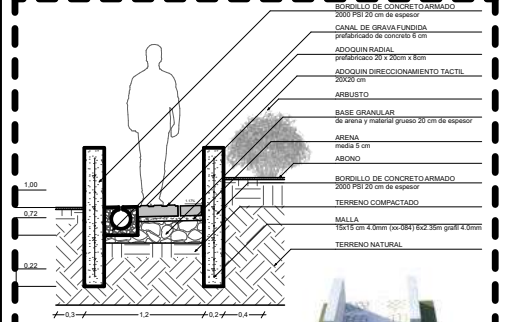 BORDILLO DE CONCRETO ARMADO
2000 PSI 20 cm de espesor
CANAL DE GRAVA FUNDIDA
prefabricado de concreto 6 cm
ADOQUIN RADIAL
prefabricaco 20 x 20cm x 8cm
ADOQUIN DIRECCIONAMIENTO TACTIL
20X20 cm
ARBUSTO
BASE GRANULAR
de arena y material grueso 20 cm de espesor
ARENA
media 5 cm
ABONO
BORDILLO DE CONCRETO ARMADO
2000 PSI 20 cm de espesor
TERRENO COMPACTADO
MALLA
15x15 cm 4.0mm (xx-084) 6x2.35m grafil 4.0mm
TERRENO NATURAL
1,00
0,72
0,22
0,3 1,2 0,2 0,4